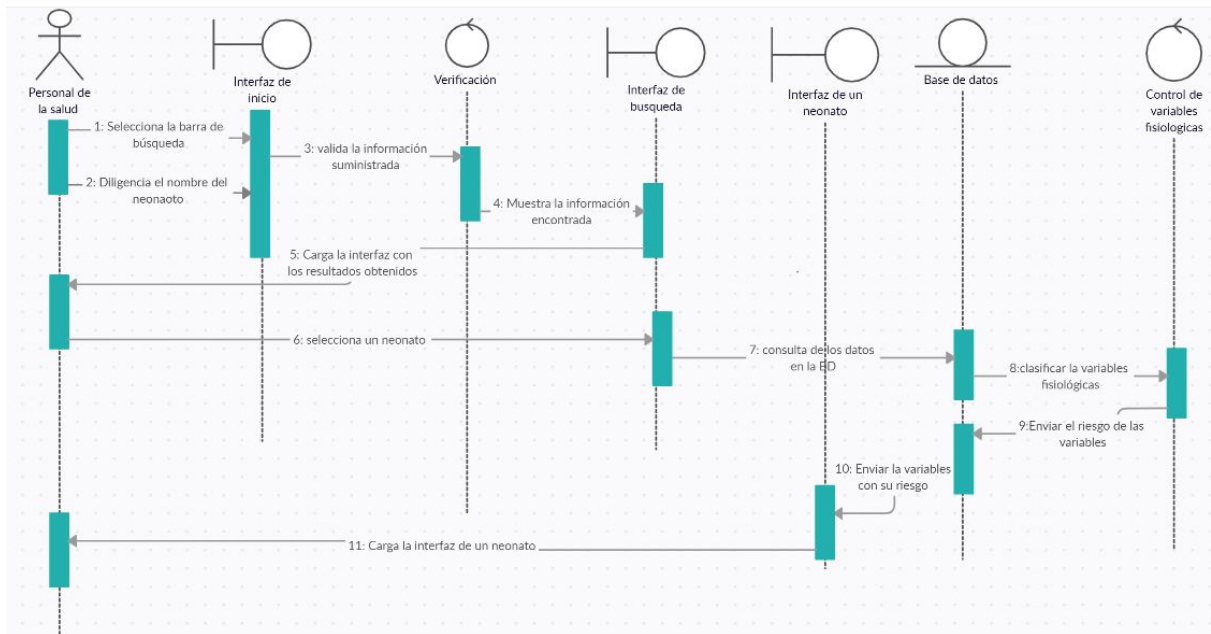 Personal de
la salud
Interfaz de
inicio
Verificación
Interfaz de
busqueda
Interfaz de un
neonato
Base de datos
Control de
variables
fisiologicas
1: Selecciona la barra de
búsqueda
2: Diligencia el nombre del
neonaoto
3: valida la información
suministrada
4: Muestra la información
encontrada
5: Carga la interfaz con
los resultados obtenidos
6: selecciona un neonato
7: consulta de los datos
en la BD
8:clasificar la variables
fisiológicas
9:Enviar el riesgo de las
variables
10: Enviar la variables
con su riesgo
11: Carga la interfaz de un neonato